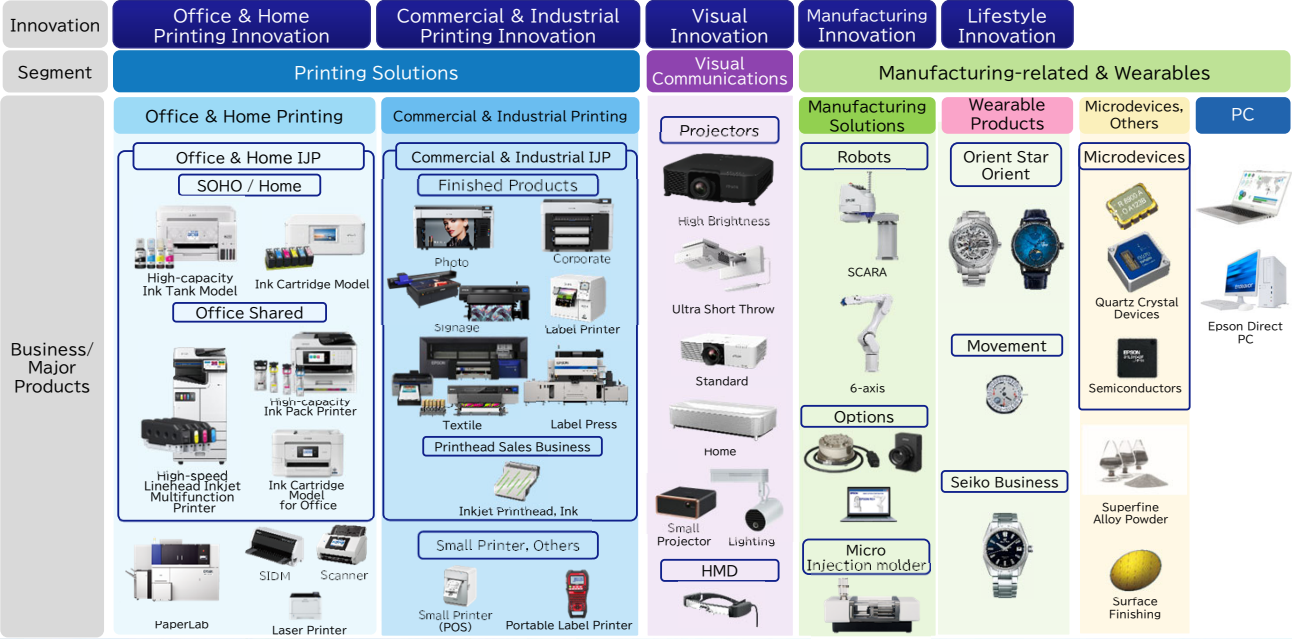 Innovation
Office & Home
Printing Innovation
Commercial & Industrial
Printing Innovation
Visual
Innovation
Manufacturing
Innovation
Lifestyle
Innovation
Segment
Printing Solutions
Visual
Communications
Manufacturing-related & Wearables
Business/
Major
Products
Office & Home Printing
Office & Home IJP
SOHO / Home
High-capacity
Ink Tank Model
Ink Cartridge Model
Office Shared
High-speed
Linehead Inkjet
Multifunction
Printer
High-capacity
Ink Pack Printer
Ink Cartridge
Model
for Office
PaperLab
SIDM
Scanner
Laser Printer
Commercial & Industrial Printing
Commercial & Industrial IJP
Finished Products
Photo
Corporate
Signage
Label Printer
Textile
Label Press
Printhead Sales Business
Inkjet Printhead, Ink
Small Printer, Others
Small Printer
(POS)
Portable Label Printer
Projectors
High Brightness
Ultra Short Throw
Standard
Home
Small
Projector
Lighting
HMD
Manufacturing
Solutions
Robots
SCARA
6-axis
Options
Micro
Injection molder
Wearable
Products
Orient Star
Orient
Movement
Seiko Business
Microdevices,
Others
Microdevices
R 8900 A
Quartz Crystal
Devices
EPSON
Semiconductors
Superfine
Alloy Powder
Surface
Finishing
PC
Epson Direct
PC